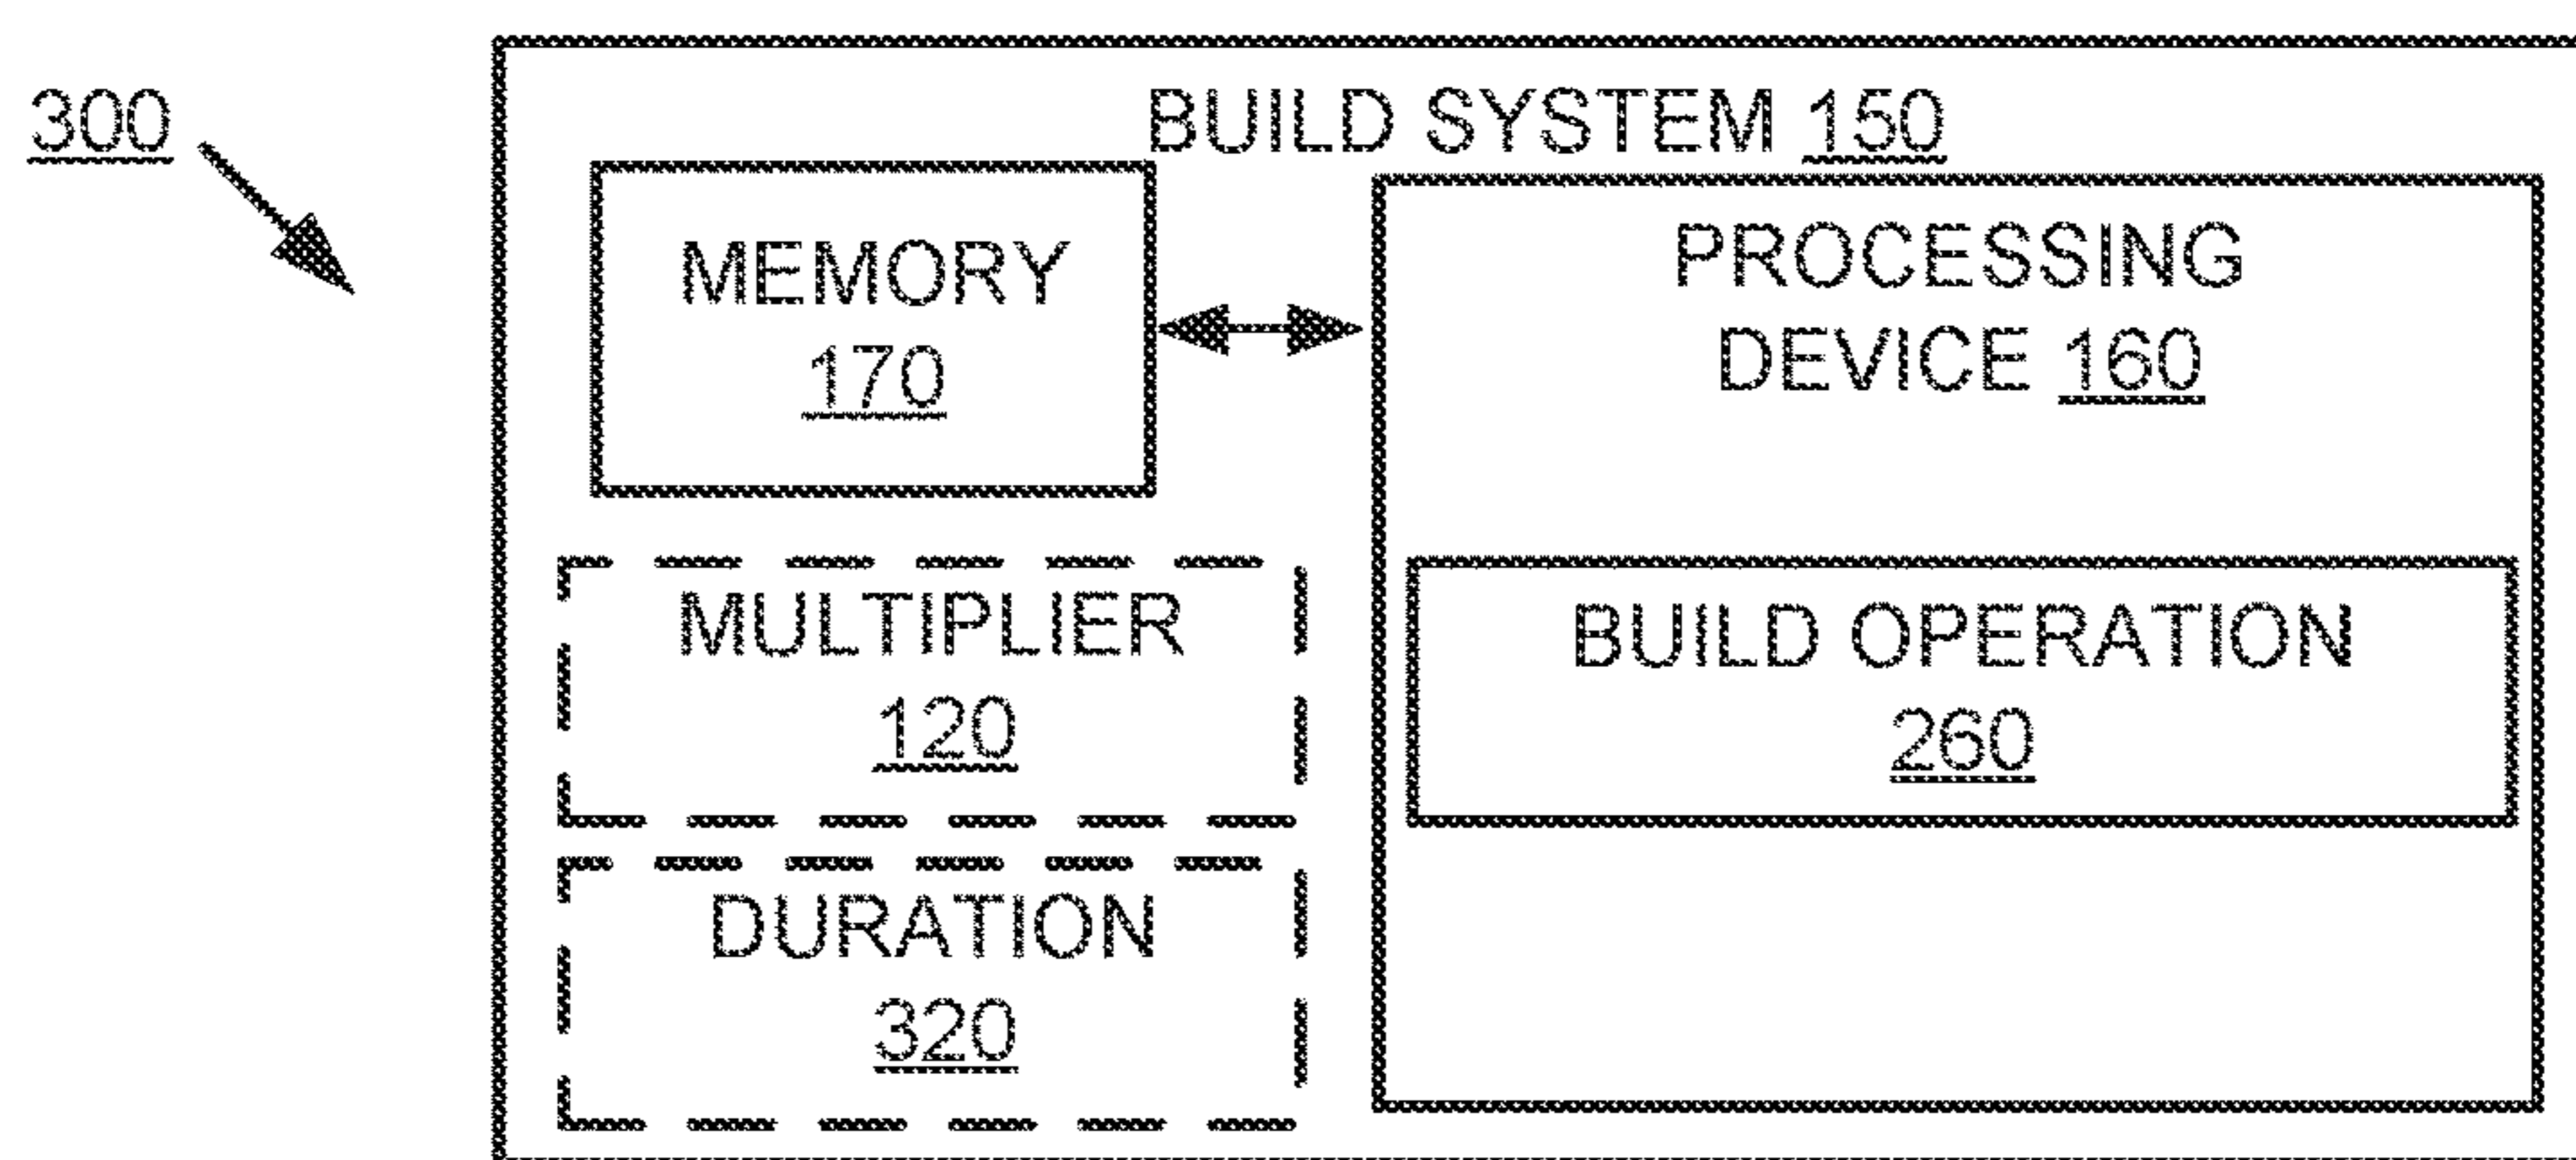 300
BUILD SYSTEM 150
MEMORY
170
PROCESSING
DEVICE 160
MULTIPLIER
120
BUILD OPERATION
260
DURATION
320